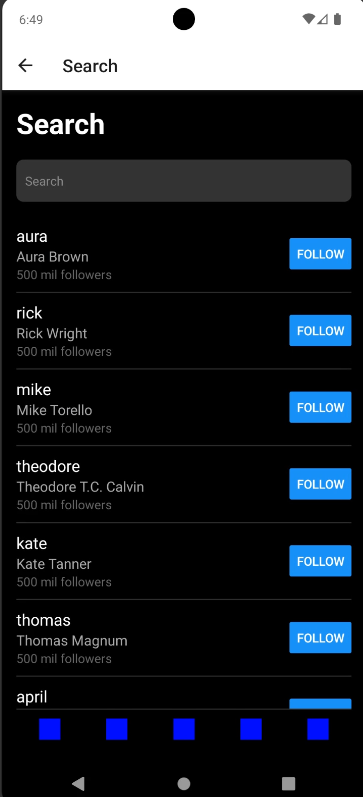 6:49
Search
Search
Search
aura
Aura Brown
500 mil followers
FOLLOW
rick
Rick Wright
500 mil followers
FOLLOW
mike
Mike Torello
500 mil followers
FOLLOW
theodore
Theodore T.C. Calvin
500 mil followers
FOLLOW
kate
Kate Tanner
500 mil followers
FOLLOW
thomas
Thomas Magnum
500 mil followers
FOLLOW
april